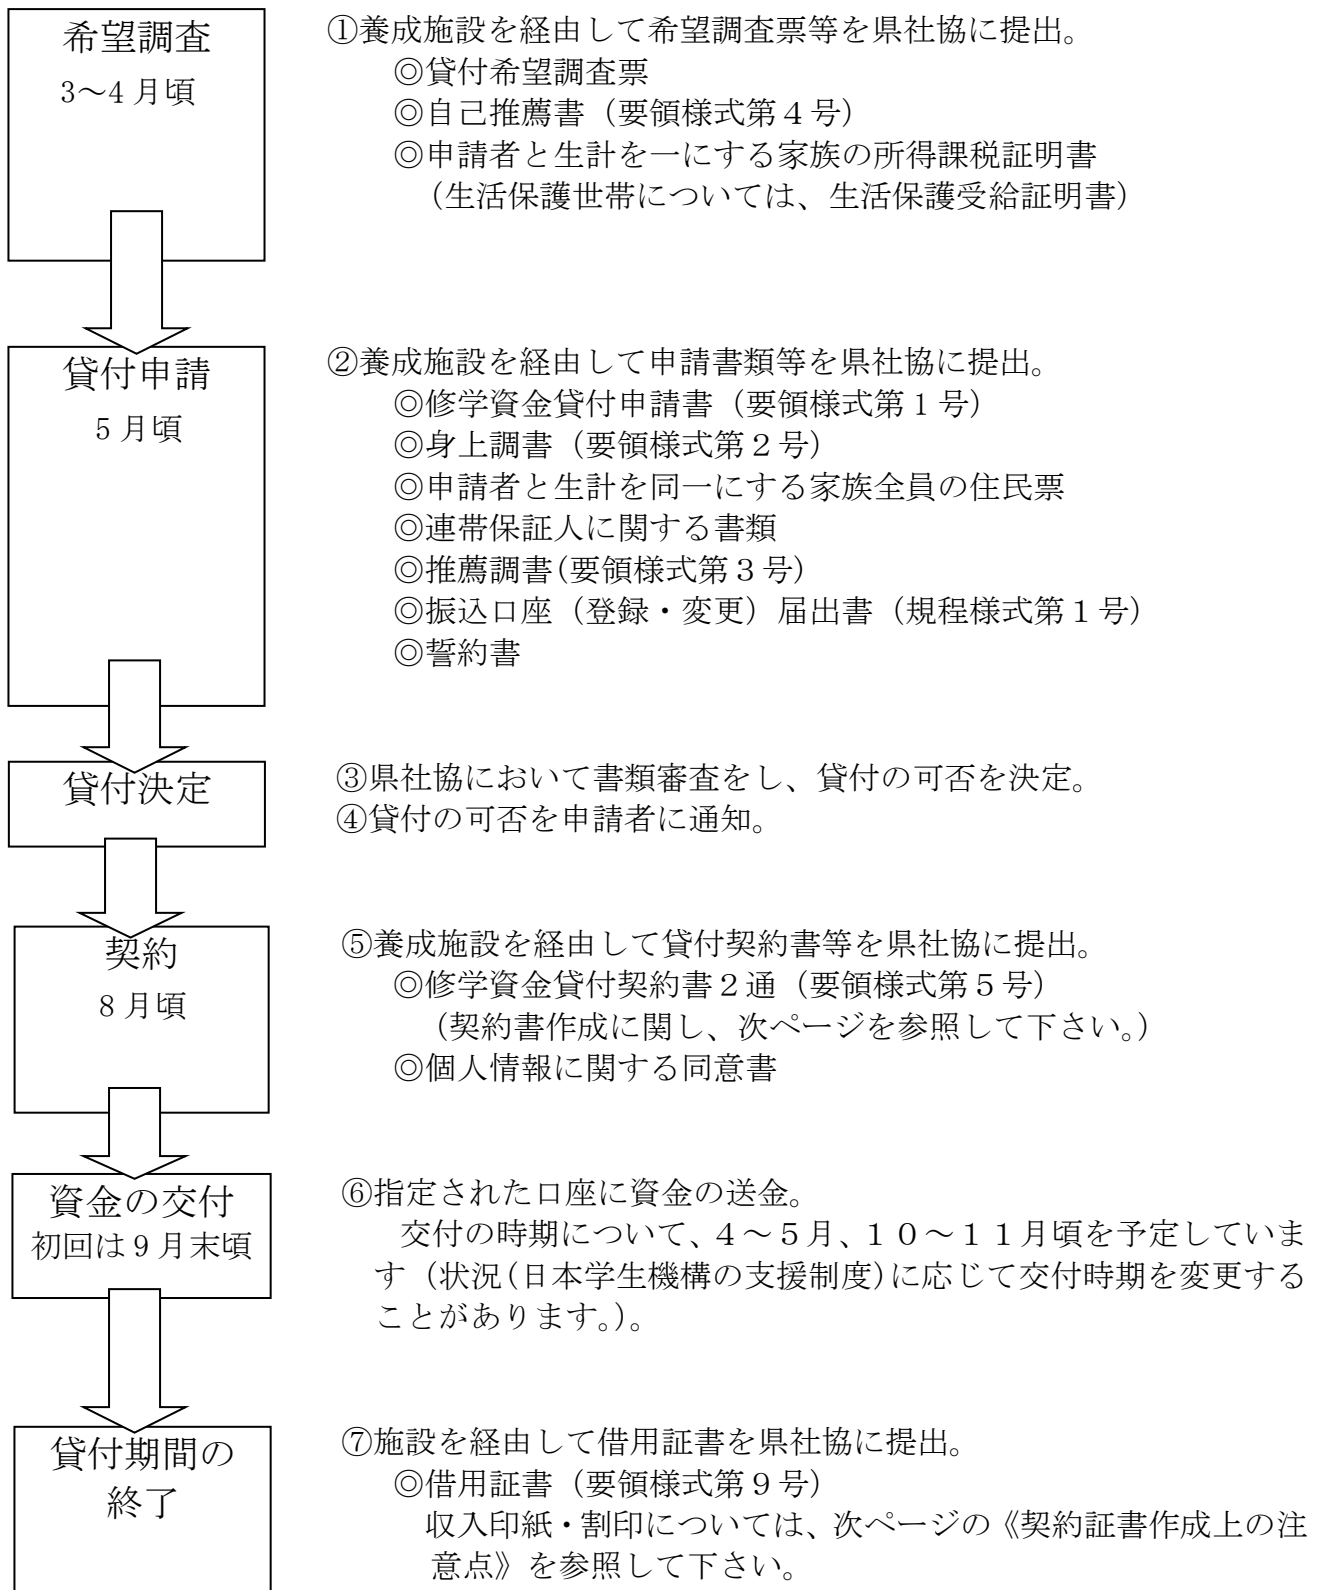 希望調査
3～4 月頃
①養成施設を経由して希望調査票等を県社協に提出。
◎貸付希望調査票
◎自己推薦書（要領様式第４号）
◎申請者と生計を一にする家族の所得課税証明書
（生活保護世帯については、生活保護受給証明書）
貸付申請
5 月頃
②養成施設を経由して申請書類等を県社協に提出。
◎修学資金貸付申請書（要領様式第１号）
◎身上調書（要領様式第２号）
◎申請者と生計を同一にする家族全員の住民票
◎連帯保証人に関する書類
◎推薦調書(要領様式第３号)
◎振込口座（登録・変更）届出書（規程様式第１号）
◎誓約書
貸付決定
③県社協において書類審査をし、貸付の可否を決定。
④貸付の可否を申請者に通知。
契約
8 月頃
⑤養成施設を経由して貸付契約書等を県社協に提出。
◎修学資金貸付契約書２通（要領様式第５号）
（契約書作成に関し、次ページを参照して下さい。）
◎個人情報に関する同意書
資金の交付
初回は 9 月末頃
⑥指定された口座に資金の送金。
交付の時期について、４～５月、１０～１１月頃を予定していま
す（状況(日本学生機構の支援制度)に応じて交付時期を変更する
ことがあります。）。
貸付期間の
終了
⑦施設を経由して借用証書を県社協に提出。
◎借用証書（要領様式第９号）
収入印紙・割印については、次ページの《契約証書作成上の注
意点》を参照して下さい。